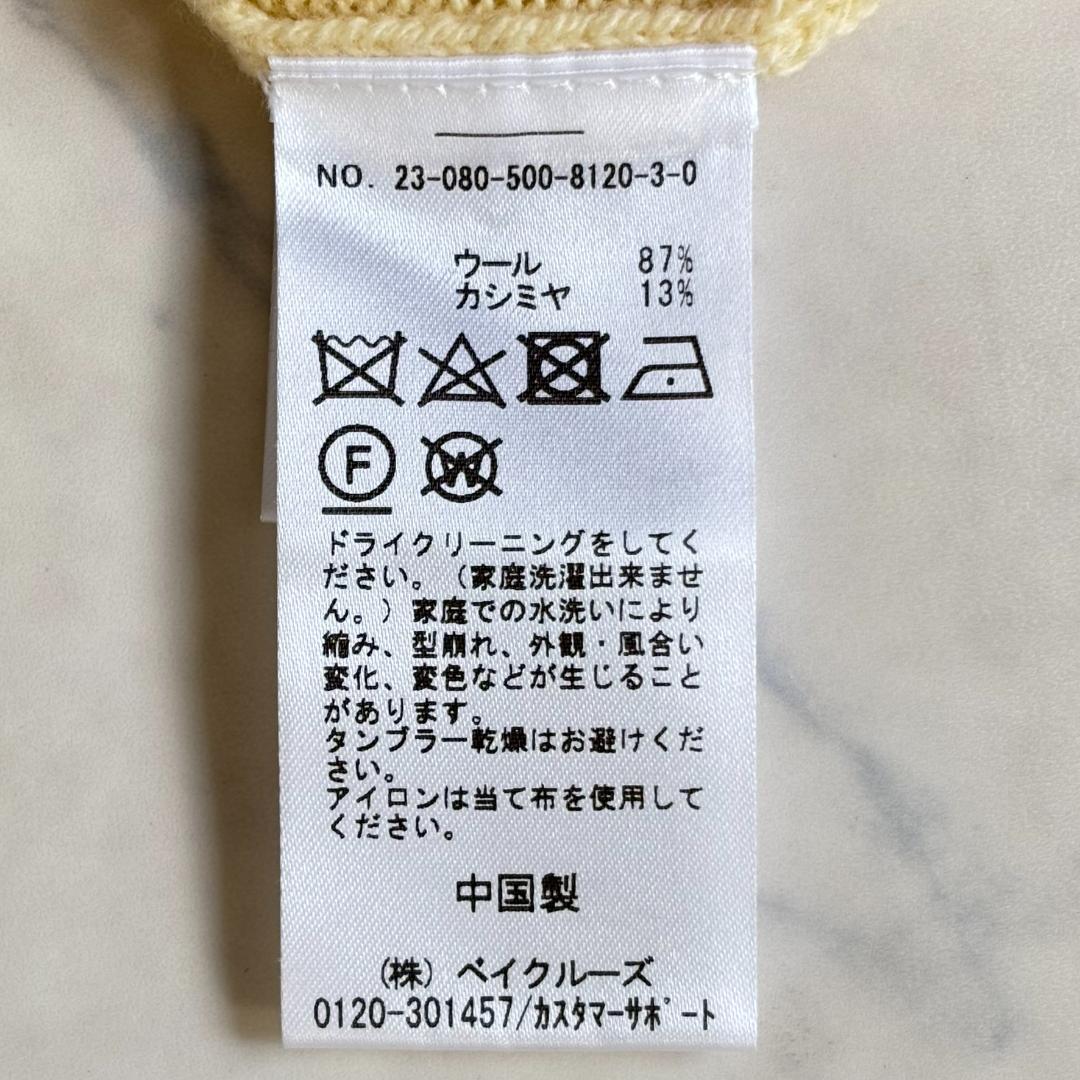 NO. 23-080-500-8120-3-0
ウール 87%
カシミヤ 13%
F W
ドライクリーニングをしてく
ださい。（家庭洗濯出来ませ
ん。）家庭での水洗いにより
縮み、型崩れ、外観・風合い
変化、変色などが生じること
があります。
タンブラー乾燥はお避けくだ
さい。
アイロンは当て布を使用して
ください。
中国製
(株) ベイクルーズ
0120-301457/ｶｽﾀﾏｰｻﾎﾟｰﾄ